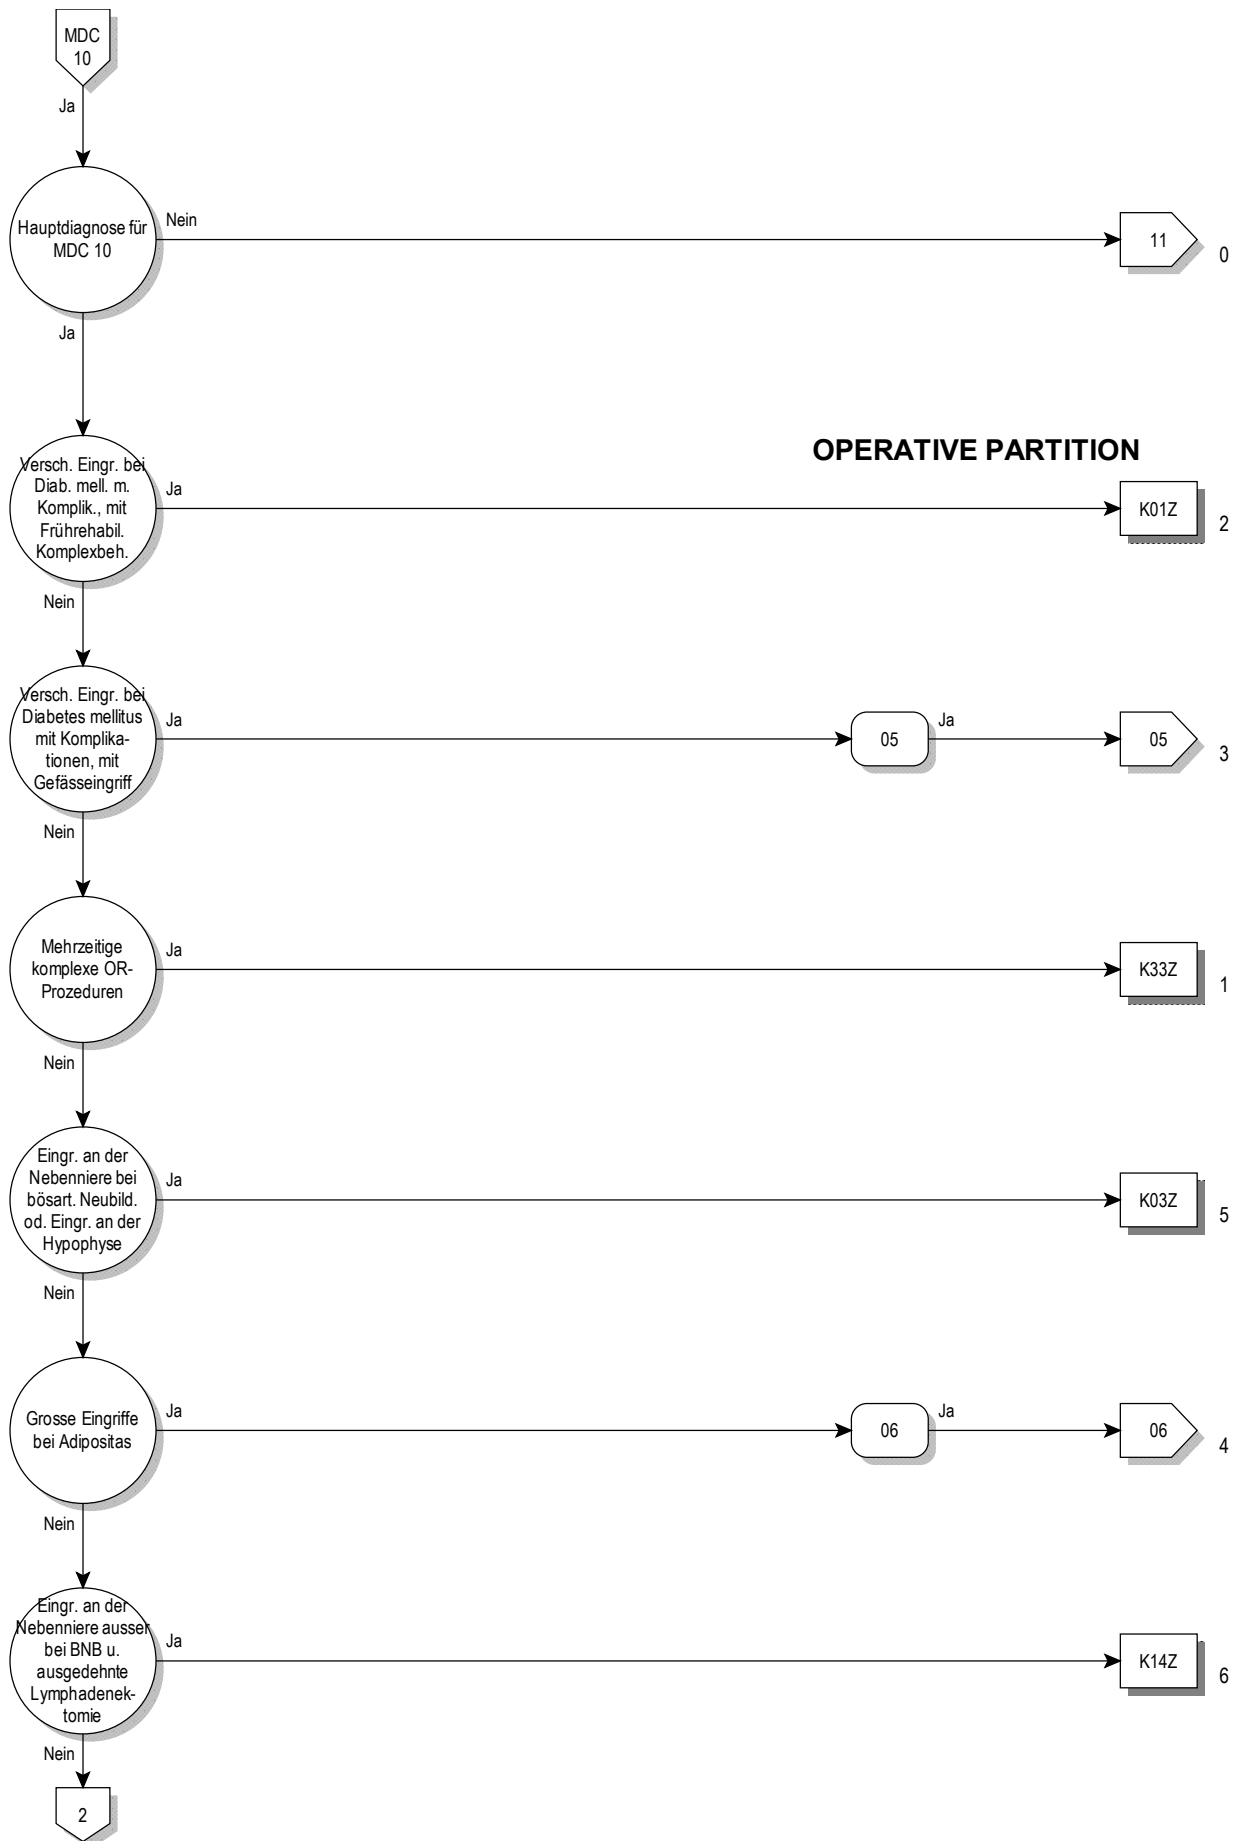 MDC
10
Ja
Hauptdiagnose für
MDC 10
Nein
11
0
Ja
OPERATIVE PARTITION
Versch. Eingr. bei
Diab. mell. m.
Komplik., mit
Frührehabil.
Komplexbeh.
Ja
K01Z
2
Nein
Versch. Eingr. bei
Diabetes mellitus
mit Komplika-
tionen, mit
Gefässeingriff
Ja
05
Ja
05
3
Nein
Mehrzeitige
komplexe OR-
Prozeduren
Ja
K33Z
1
Nein
Eingr. an der
Nebenniere bei
bösart. Neubild.
od. Eingr. an der
Hypophyse
Ja
K03Z
5
Nein
Grosse Eingriffe
bei Adipositas
Ja
06
Ja
06
4
Nein
Eingr. an der
Nebenniere ausser
bei BNB u.
ausgedehnte
Lymphadenek-
tomie
Ja
K14Z
6
Nein
2